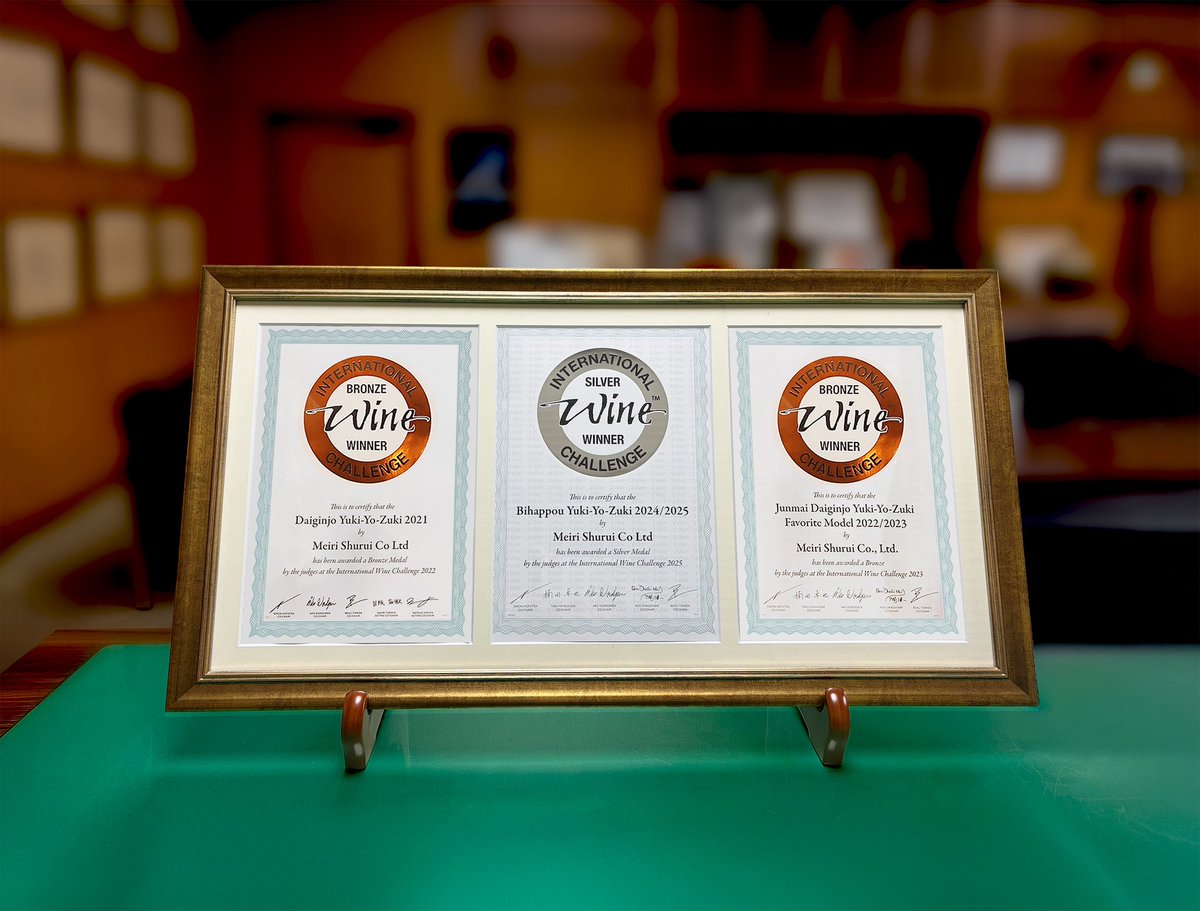 INTERNATIONAL
BRONZE
Wine
WINNER
CHALLENGE
This is to certify that the
Daiginjo Yuki-Yo-Zuki 2021
by
Meiri Shurui Co Ltd
has been awarded a Bronze Medal
by the judges at the International Wine Challenge 2022
INTERNATIONAL
SILVER
Wine™
WINNER
CHALLENGE
This is to certify that the
Bihappou Yuki-Yo-Zuki 2024/2025
by
Meiri Shurui Co Ltd
has been awarded a Silver Medal
by the judges at the International Wine Challenge 2025
INTERNATIONAL
BRONZE
Wine
WINNER
CHALLENGE
This is to certify that the
Junmai Daiginjo Yuki-Yo-Zuki
Favorite Model 2022/2023
by
Meiri Shurui Co., Ltd.
has been awarded a Bronze
by the judges at the International Wine Challenge 2023